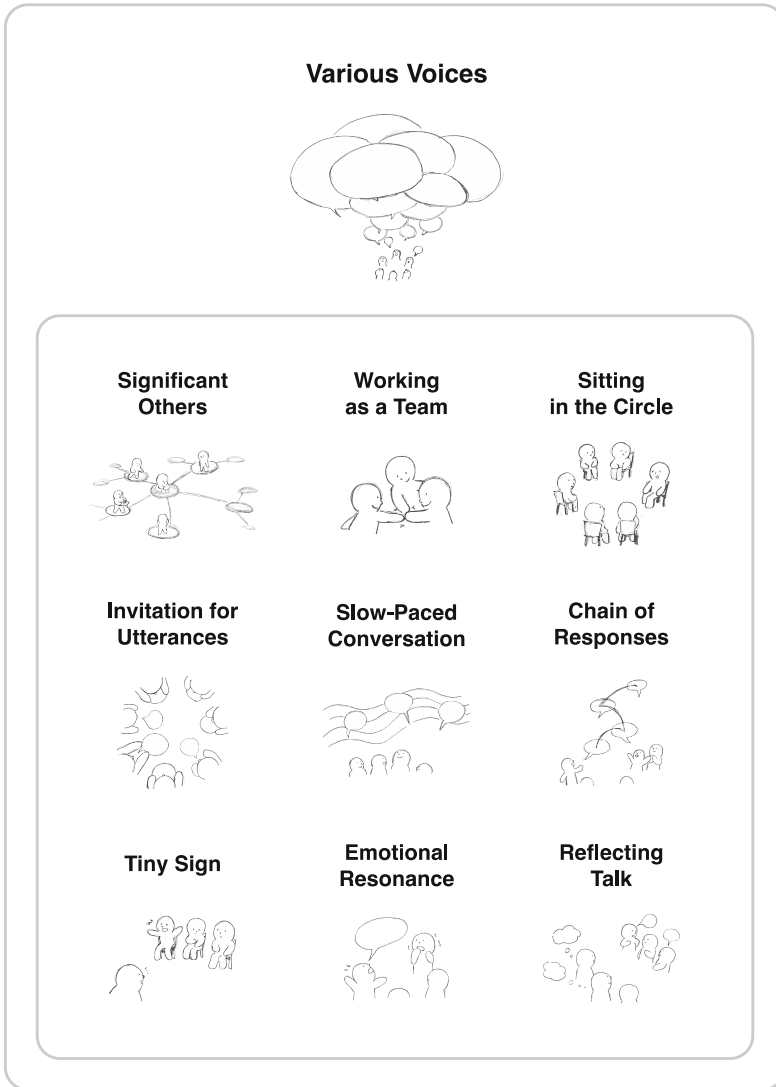 Various Voices
Significant
Others
Working
as a Team
Sitting
in the Circle
Invitation for
Utterances
Slow-Paced
Conversation
Chain of
Responses
Tiny Sign
Emotional
Resonance
Reflecting
Talk